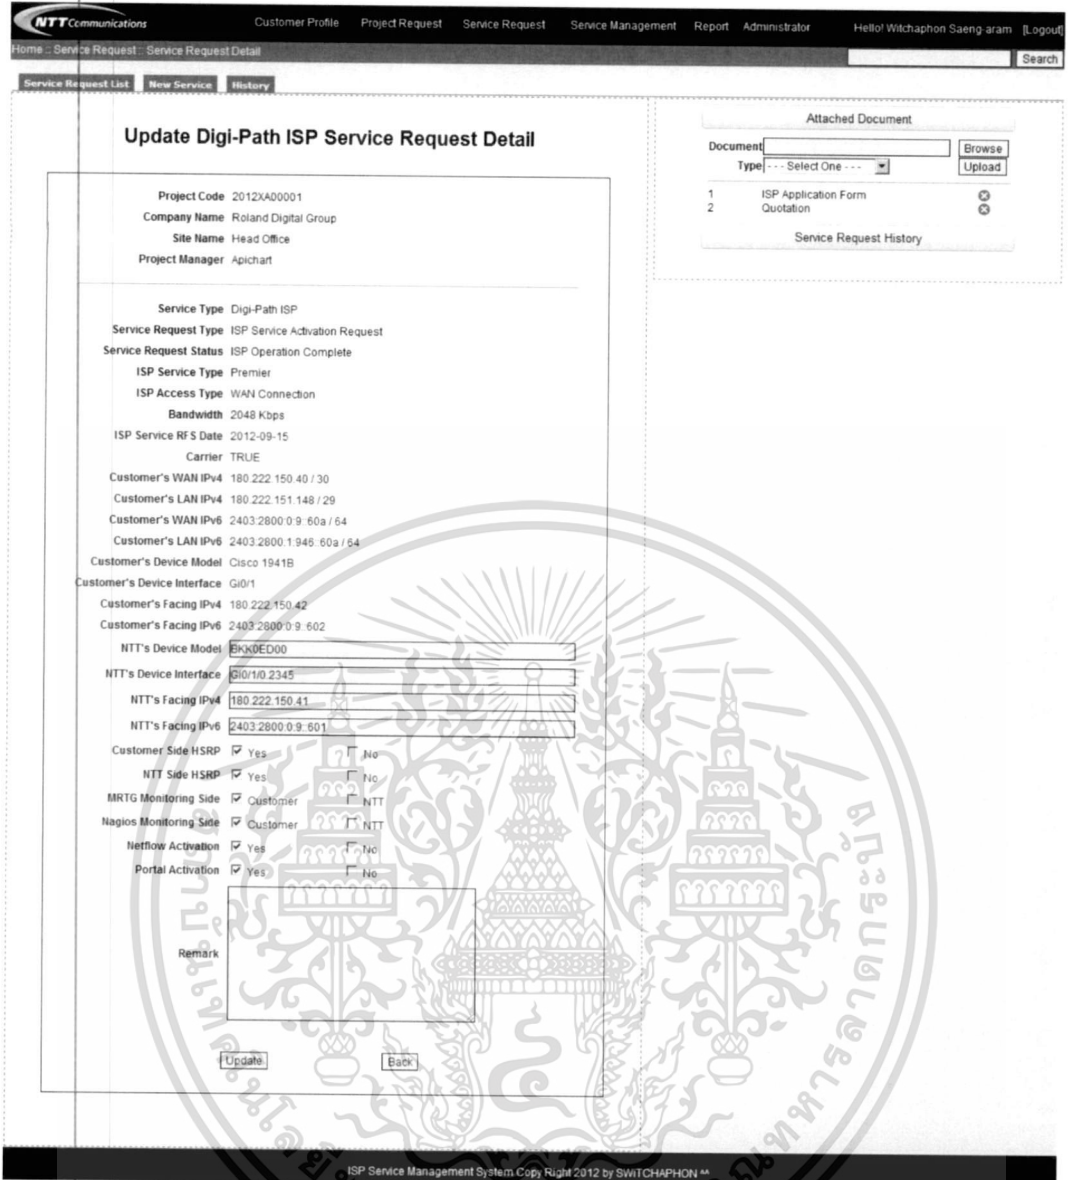 NTT Communications
Customer Profile Project Request Service Request Service Management Report Administrator Hello! Witchaphon Saeng-aram [Logout]
Home :: Service Request :: Service Request Detail Search
Service Request List New Service History
Update Digi-Path ISP Service Request Detail
Project Code 2012XA00001
Company Name Roland Digital Group
Site Name Head Office
Project Manager Apichart
Service Type Digi-Path ISP
Service Request Type ISP Service Activation Request
Service Request Status ISP Operation Complete
ISP Service Type Premier
ISP Access Type WAN Connection
Bandwidth 2048 Kbps
ISP Service RFS Date 2012-09-15
Carrier TRUE
Customer's WAN IPv4 180.222.150.40 / 30
Customer's LAN IPv4 180.222.151.148 / 29
Customer's WAN IPv6 2403:2800:0:9::60a / 64
Customer's LAN IPv6 2403:2800:1:946::60a / 64
Customer's Device Model Cisco 1941B
Customer's Device Interface Gi0/1
Customer's Facing IPv4 180.222.150.42
Customer's Facing IPv6 2403:2800:0:9::602
NTT's Device Model BKK0ED00
NTT's Device Interface Gi0/1/0.2345
NTT's Facing IPv4 180.222.150.41
NTT's Facing IPv6 2403:2800:0:9::601
Customer Side HSRP Yes No
NTT Side HSRP Yes No
MRTG Monitoring Side Customer NTT
Nagios Monitoring Side Customer NTT
Netflow Activation Yes No
Portal Activation Yes No
Remark
Update Back
Attached Document
Document Browse
Type - - - Select One - - - Upload
1 ISP Application Form
2 Quotation
Service Request History
ISP Service Management System Copy Right 2012 by SWiTCHAPHON ^^